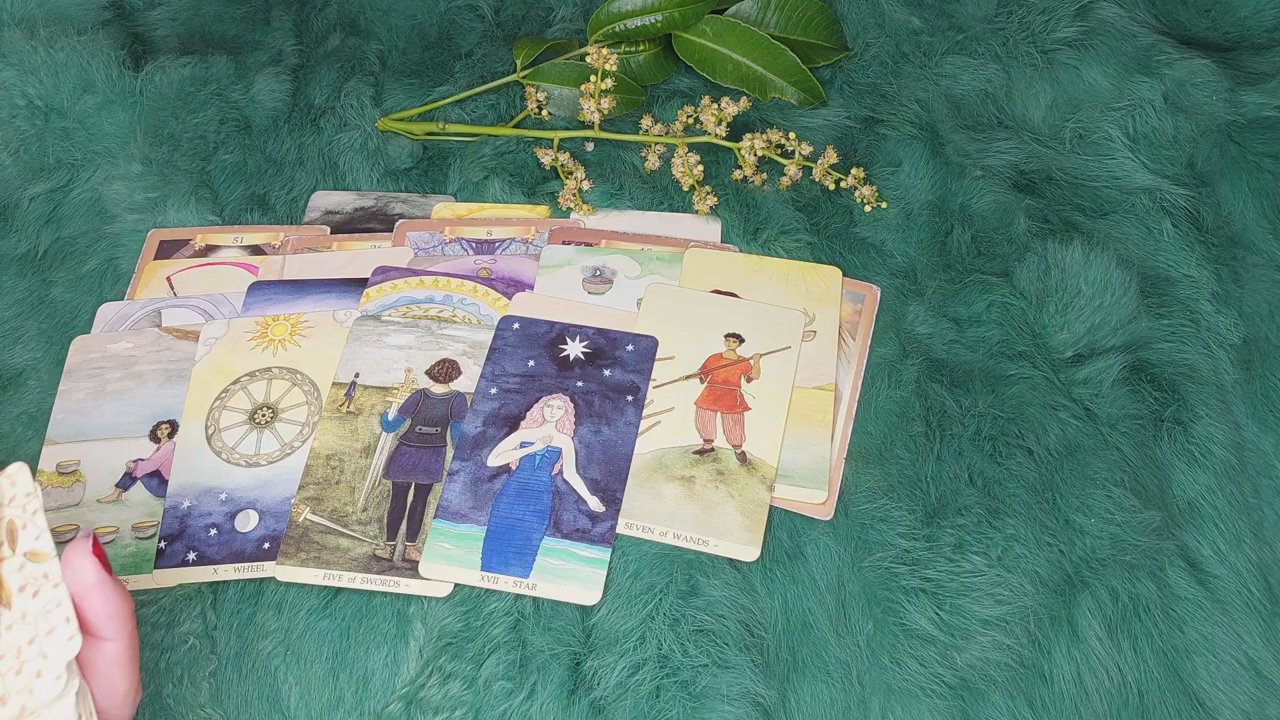 51
8
SEVEN of WANDS ~
X ~ WHEEL
~ FIVE of SWORDS ~
XVII ~ STAR